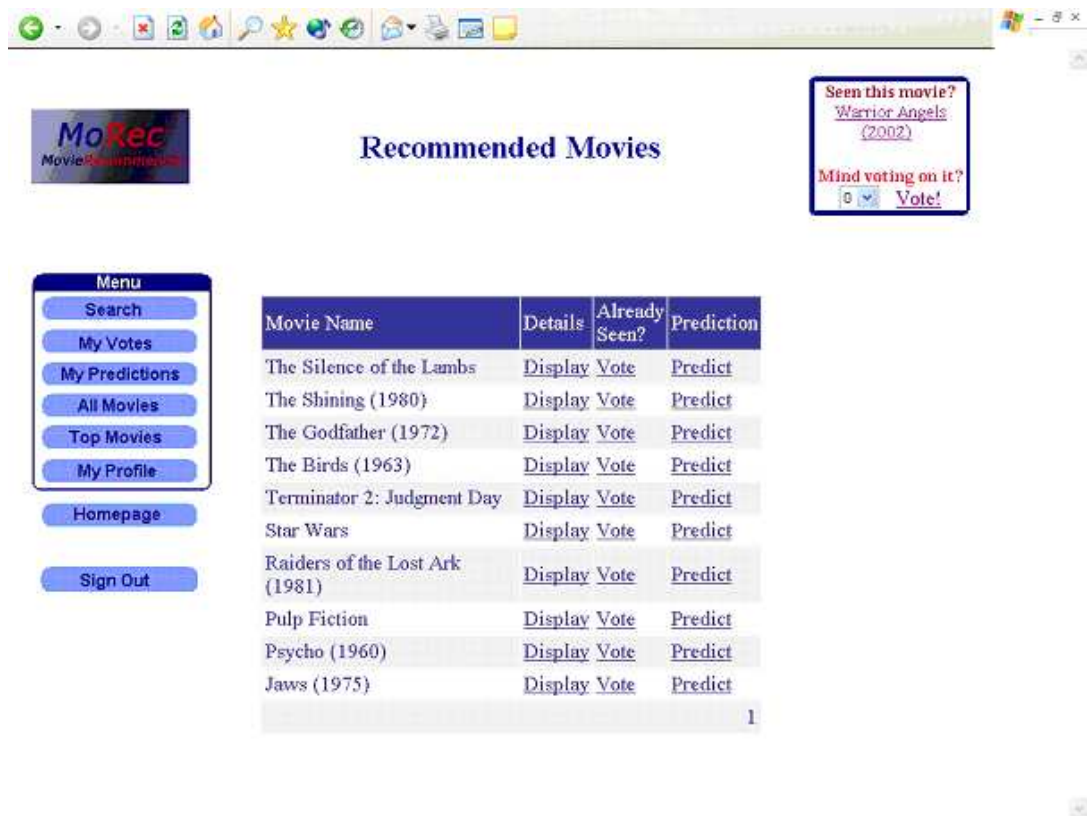 Seen this movie?
Warrior Angels
(2002)
MoRec
MovieRecommender
Recommended Movies
Mind voting on it?
0 Vote!
Menu
Search
My Votes
My Predictions
All Movies
Top Movies
My Profile
Homepage
Sign Out
Movie Name Details Already Seen? Prediction
The Silence of the Lambs Display Vote Predict
The Shining (1980) Display Vote Predict
The Godfather (1972) Display Vote Predict
The Birds (1963) Display Vote Predict
Terminator 2: Judgment Day Display Vote Predict
Star Wars Display Vote Predict
Raiders of the Lost Ark
(1981) Display Vote Predict
Pulp Fiction Display Vote Predict
Psycho (1960) Display Vote Predict
Jaws (1975) Display Vote Predict
1